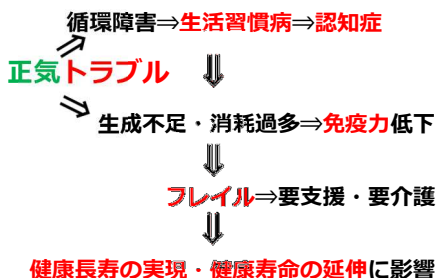 循環障害⇒生活習慣病⇒認知症
正気トラブル
生成不足・消耗過多⇒免疫力低下
フレイル⇒要支援・要介護
健康長寿の実現・健康寿命の延伸に影響